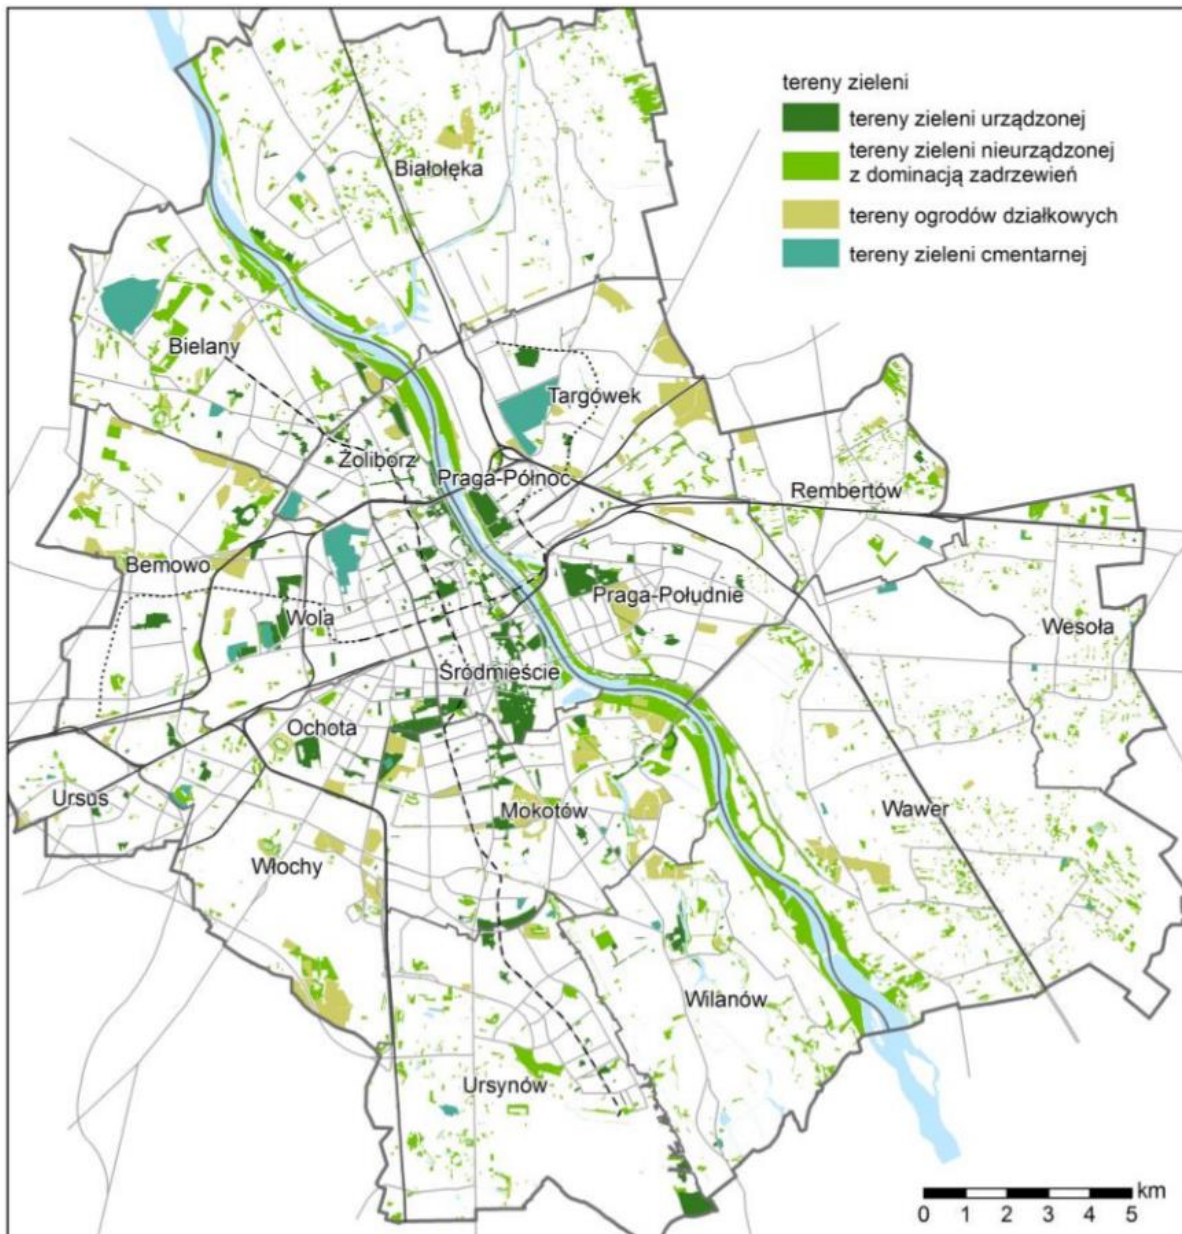 tereny zieleni
tereny zieleni urządzonej
tereny zieleni nieurządzonej
z dominacją zadrzewień
tereny ogrodów działkowych
tereny zieleni cmentarnej
Białołęka
Bielany
Targówek
Żoliborz
Praga-Północ
Rembertów
Bemowo
Praga-Południe
Wola
Wesoła
Śródmieście
Ochota
Ursus
Mokotów
Wawer
Włochy
Wilanów
Ursynów
km
0 1 2 3 4 5